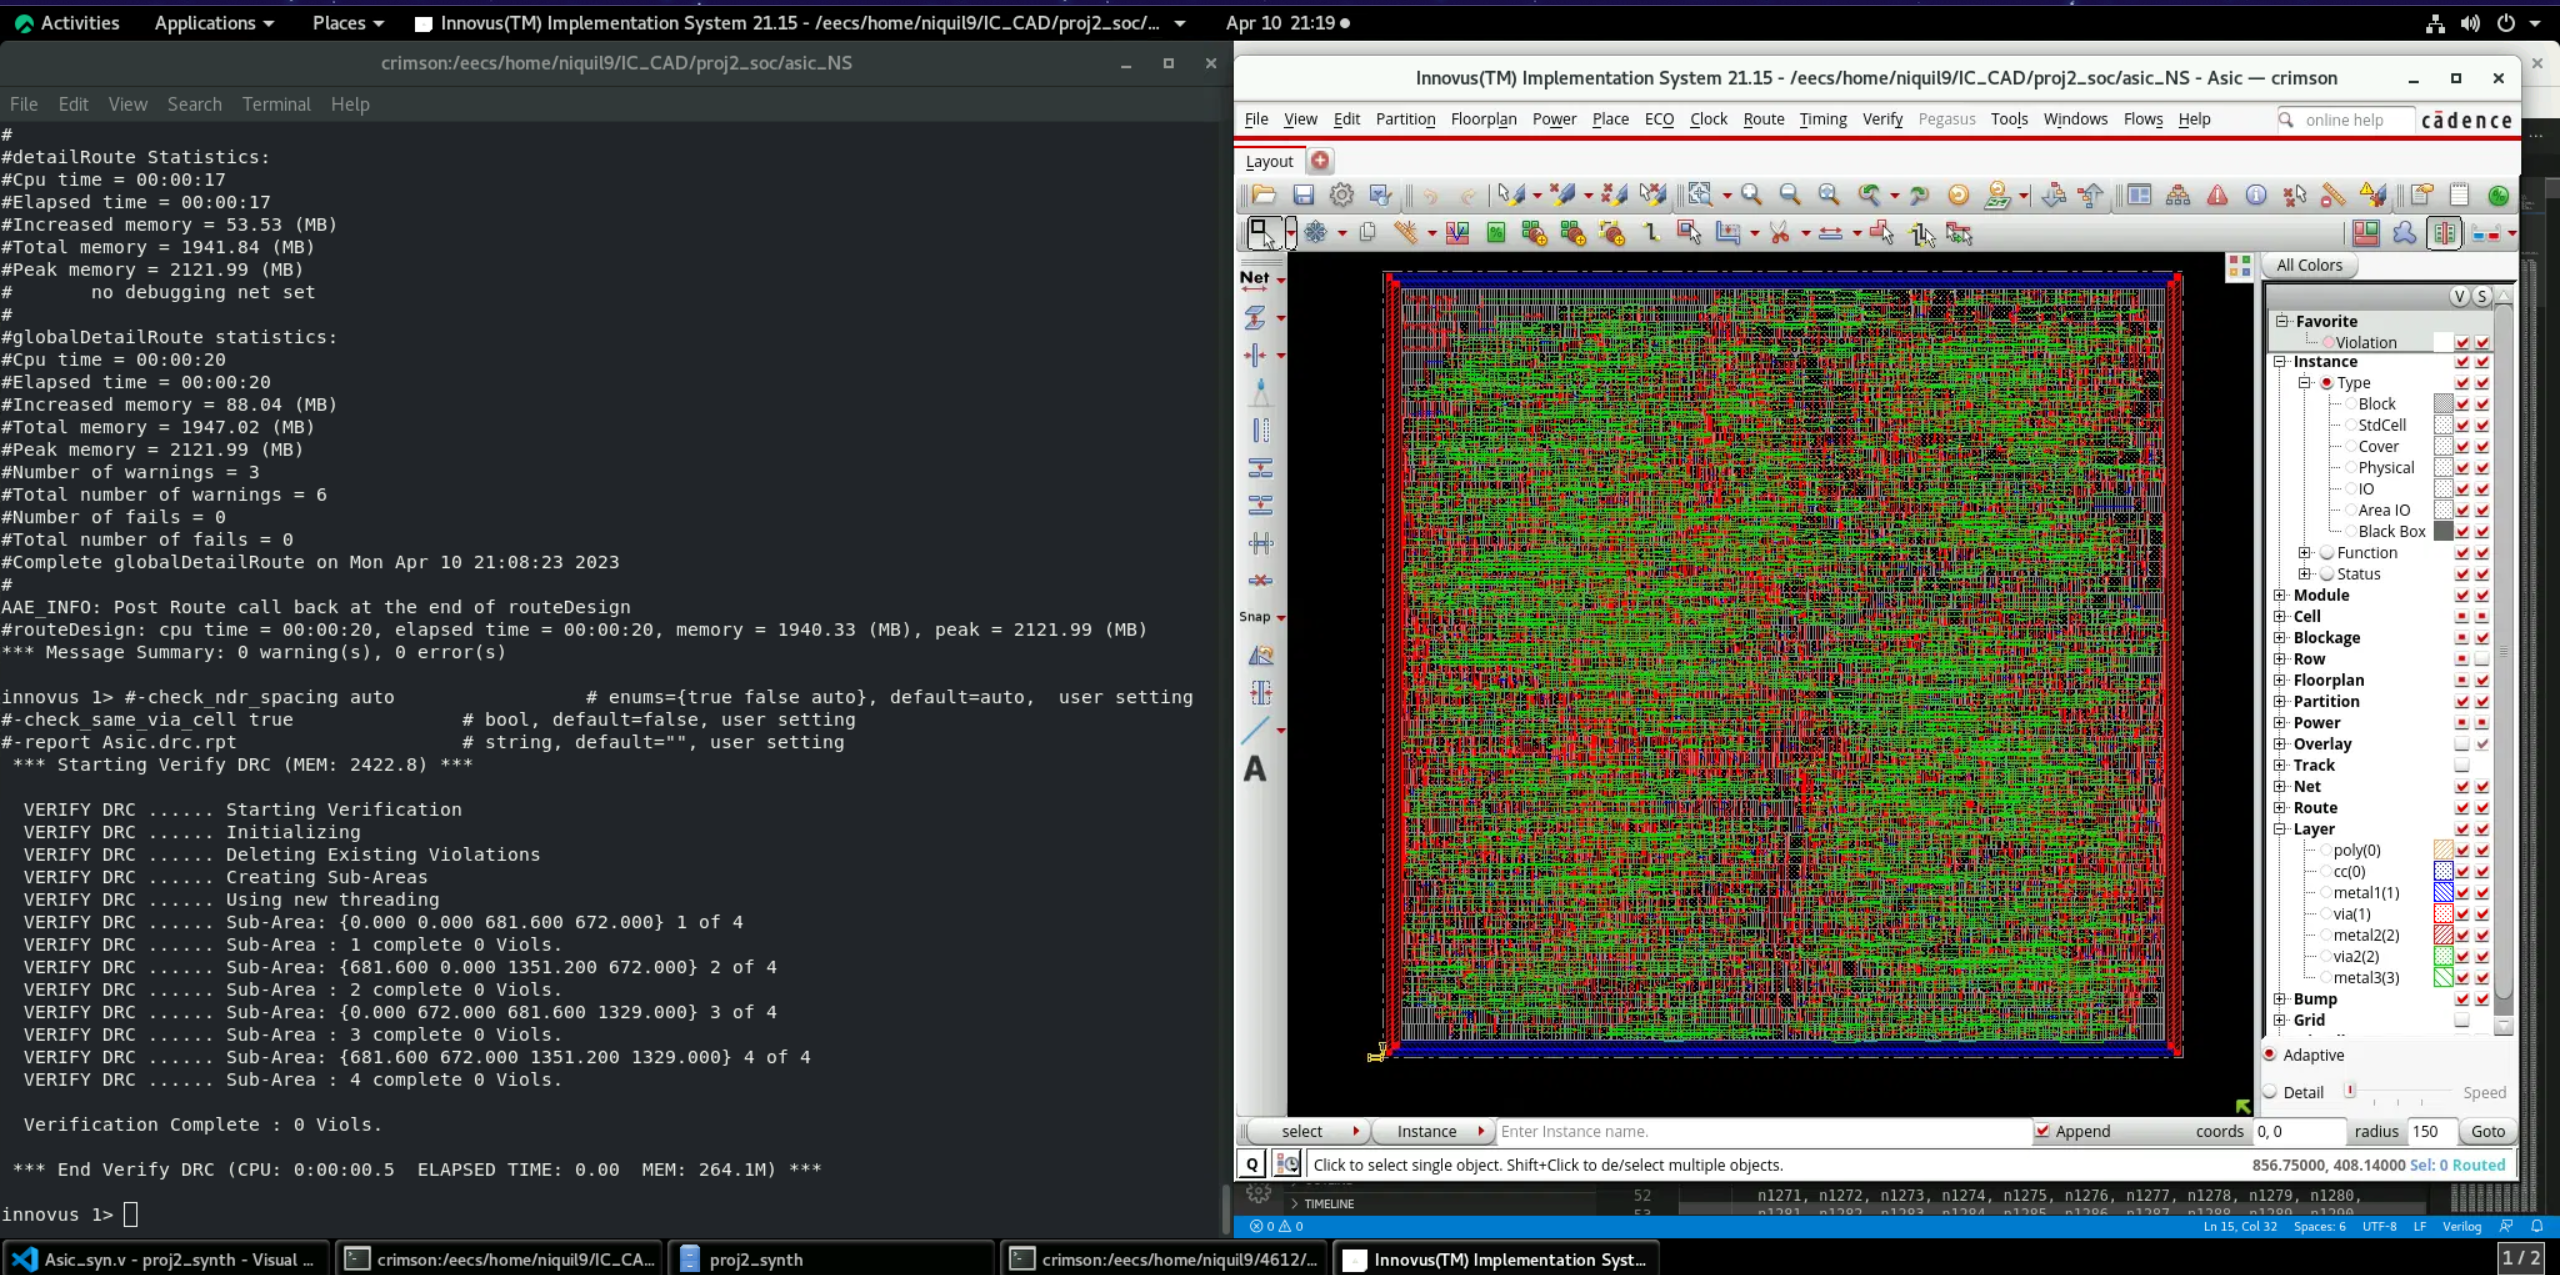 Activities Applications Places Innovus(TM) Implementation System 21.15 - /eecs/home/niquil9/IC_CAD/proj2_soc/... Apr 10 21:19
crimson:/eecs/home/niquil9/IC_CAD/proj2_soc/asic_NS
File Edit View Search Terminal Help
#
#detailRoute Statistics:
#Cpu time = 00:00:17
#Elapsed time = 00:00:17
#Increased memory = 53.53 (MB)
#Total memory = 1941.84 (MB)
#Peak memory = 2121.99 (MB)
# no debugging net set
#
#globalDetailRoute statistics:
#Cpu time = 00:00:20
#Elapsed time = 00:00:20
#Increased memory = 88.04 (MB)
#Total memory = 1947.02 (MB)
#Peak memory = 2121.99 (MB)
#Number of warnings = 3
#Total number of warnings = 6
#Number of fails = 0
#Total number of fails = 0
#Complete globalDetailRoute on Mon Apr 10 21:08:23 2023
#
AAE_INFO: Post Route call back at the end of routeDesign
#routeDesign: cpu time = 00:00:20, elapsed time = 00:00:20, memory = 1940.33 (MB), peak = 2121.99 (MB)
*** Message Summary: 0 warning(s), 0 error(s)
innovus 1> #-check_ndr_spacing auto # enums={true false auto}, default=auto, user setting
#-check_same_via_cell true # bool, default=false, user setting
#-report Asic.drc.rpt # string, default="", user setting
*** Starting Verify DRC (MEM: 2422.8) ***
VERIFY DRC ...... Starting Verification
VERIFY DRC ...... Initializing
VERIFY DRC ...... Deleting Existing Violations
VERIFY DRC ...... Creating Sub-Areas
VERIFY DRC ...... Using new threading
VERIFY DRC ...... Sub-Area: {0.000 0.000 681.600 672.000} 1 of 4
VERIFY DRC ...... Sub-Area : 1 complete 0 Viols.
VERIFY DRC ...... Sub-Area: {681.600 0.000 1351.200 672.000} 2 of 4
VERIFY DRC ...... Sub-Area : 2 complete 0 Viols.
VERIFY DRC ...... Sub-Area: {0.000 672.000 681.600 1329.000} 3 of 4
VERIFY DRC ...... Sub-Area : 3 complete 0 Viols.
VERIFY DRC ...... Sub-Area: {681.600 672.000 1351.200 1329.000} 4 of 4
VERIFY DRC ...... Sub-Area : 4 complete 0 Viols.
Verification Complete : 0 Viols.
*** End Verify DRC (CPU: 0:00:00.5 ELAPSED TIME: 0.00 MEM: 264.1M) ***
innovus 1>
Innovus(TM) Implementation System 21.15 - /eecs/home/niquil9/IC_CAD/proj2_soc/asic_NS - Asic — crimson
File View Edit Partition Floorplan Power Place ECO Clock Route Timing Verify Pegasus Tools Windows Flows Help online help cādence
Layout
Net
Snap
A
All Colors
V S
Favorite
Violation
Instance
Type
Block
StdCell
Cover
Physical
IO
Area IO
Black Box
Function
Status
Module
Cell
Blockage
Row
Floorplan
Partition
Power
Overlay
Track
Net
Route
Layer
poly(0)
cc(0)
metal1(1)
via(1)
metal2(2)
via2(2)
metal3(3)
Bump
Grid
Adaptive
Detail Speed
select Instance Enter Instance name. Append coords 0, 0 radius 150 Goto
Q Click to select single object. Shift+Click to de/select multiple objects. 856.75000, 408.14000 Sel: 0 Routed
TIMELINE
52 n1271, n1272, n1273, n1274, n1275, n1276, n1277, n1278, n1279, n1280,
0 0 Ln 15, Col 32 Spaces: 6 UTF-8 LF Verilog
Asic_syn.v - proj2_synth - Visual ... crimson:/eecs/home/niquil9/IC_CA... proj2_synth crimson:/eecs/home/niquil9/4612/... Innovus(TM) Implementation Syst... 1 / 2